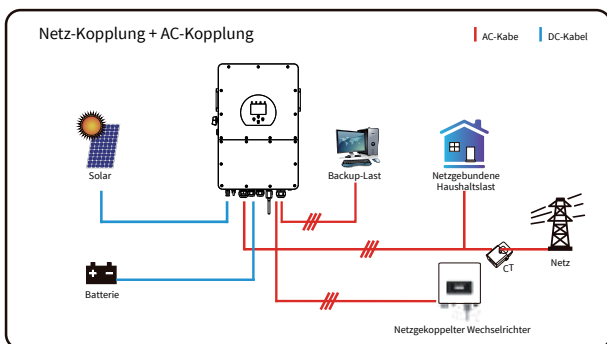 Netz-Kopplung + AC-Kopplung
AC-Kabe
DC-Kabel
Solar
Backup-Last
Netzgebundene
Haushaltslast
CT
Netz
Batterie
Netzgekoppelter Wechselrichter